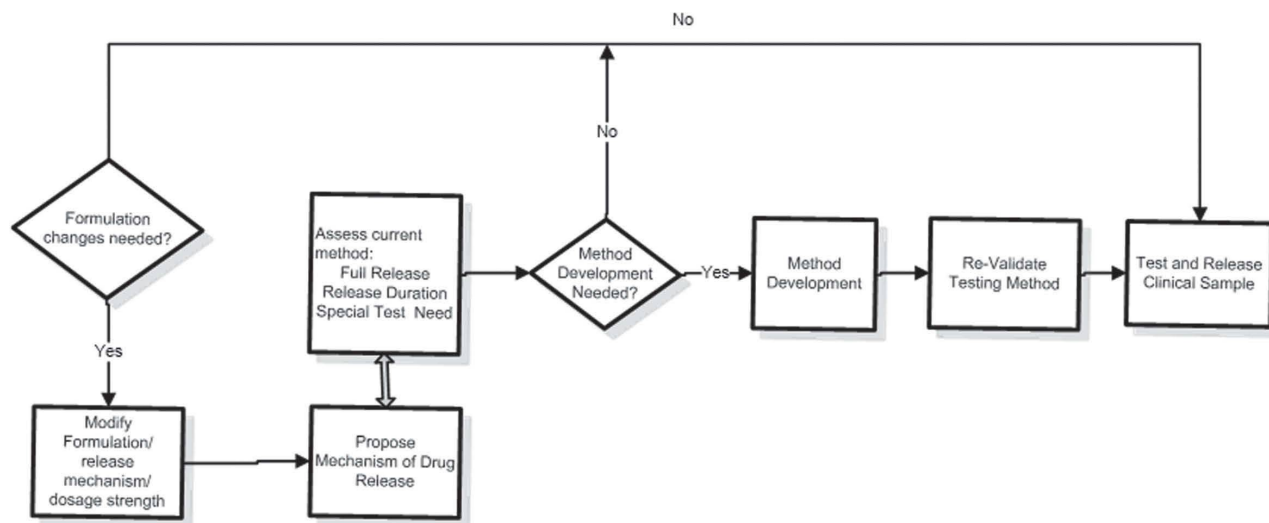 No
No
Formulation
changes needed?
Assess current
method:
Full Release
Release Duration
Special Test Need
Method
Development
Needed?
Yes
Method
Development
Re-Validate
Testing Method
Test and Release
Clinical Sample
Yes
Modify
Formulation/
release
mechanism/
dosage strength
Propose
Mechanism of Drug
Release